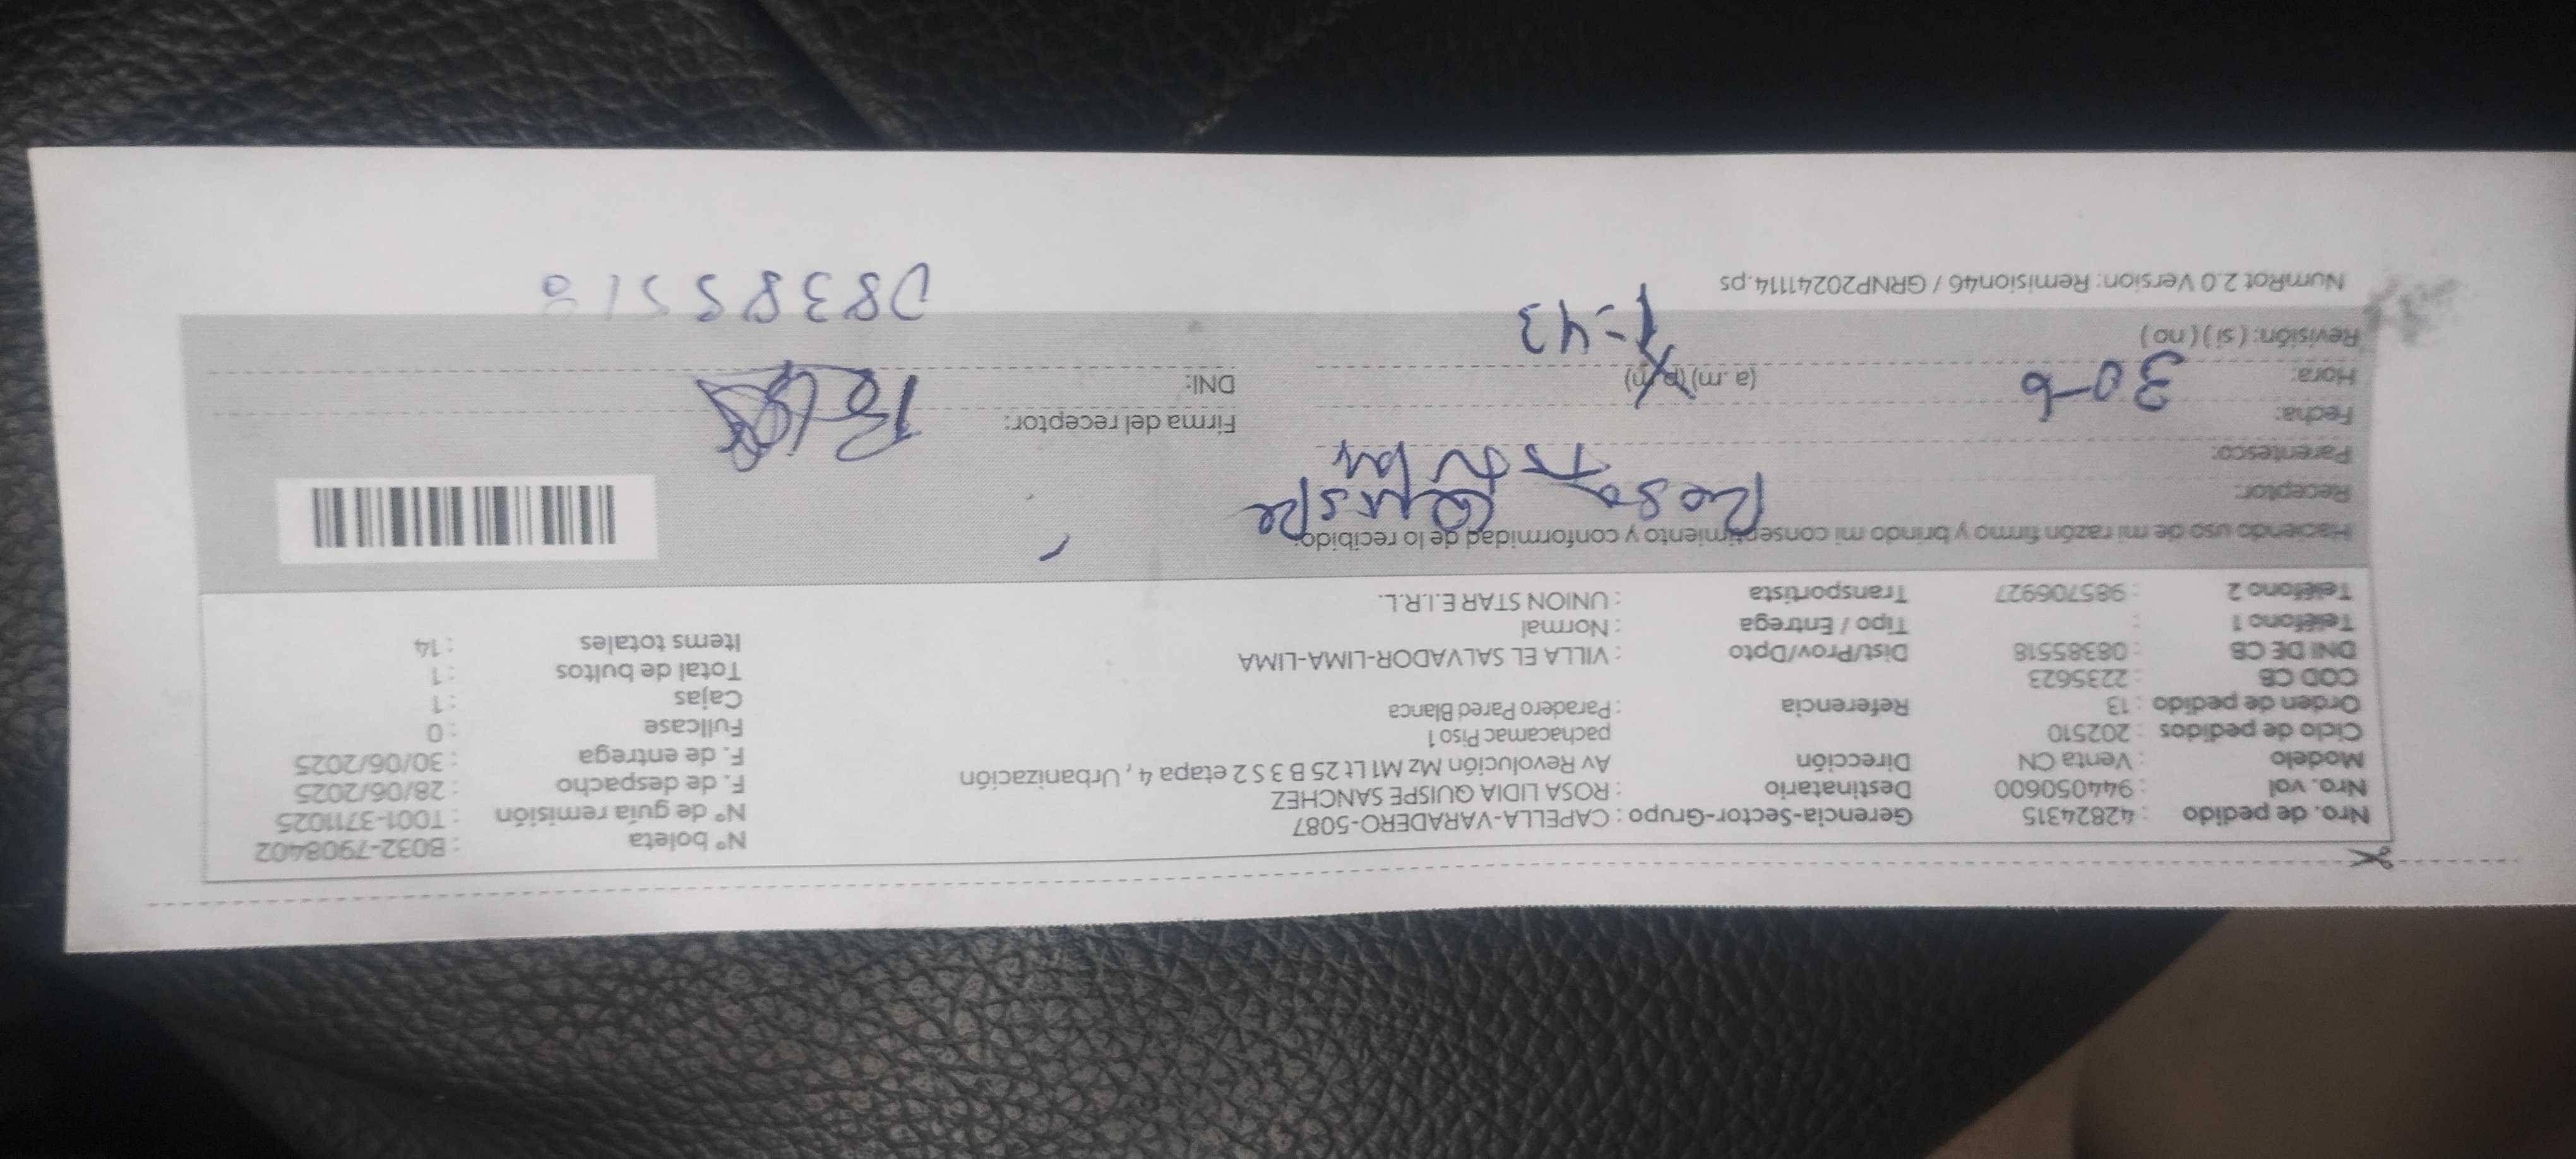 Nro. de pedido : 42824315 Gerencia-Sector-Grupo : CAPELLA-VARADERO-5087 N° boleta : B032-7908402
Nro. vol : 944050600 Destinatario : ROSA LIDIA QUISPE SANCHEZ N° de guía remisión : T001-3711025
Modelo : Venta CN Dirección Av Revolución Mz M1 Lt 25 B 3 S 2 etapa 4 , Urbanización F. de despacho : 28/06/2025
Ciclo de pedidos : 202510 pachacamac Piso 1 F. de entrega : 30/06/2025
Orden de pedido : 13 Referencia : Paradero Pared Blanca Fullcase : 0
COD CB : 2235623 Cajas : 1
DNI DE CB : 08385518 Dist/Prov/Dpto : VILLA EL SALVADOR-LIMA-LIMA Total de bultos : 1
Teléfono 1 : Tipo / Entrega : Normal Items totales : 14
Teléfono 2 : 985706927 Transportista : UNION STAR E.I.R.L.
Haciendo uso de mi razón firmo y brindo mi consentimiento y conformidad de lo recibido:
Receptor: Rosa Quispe
Parentesco:
Fecha: 30-6 Firma del receptor:
Hora: (a.m) (p.m) DNI:
1-43
Revisión: ( si ) ( no ) 08385518
NumRot 2.0 Version: Remision46 / GRNP20241114.ps